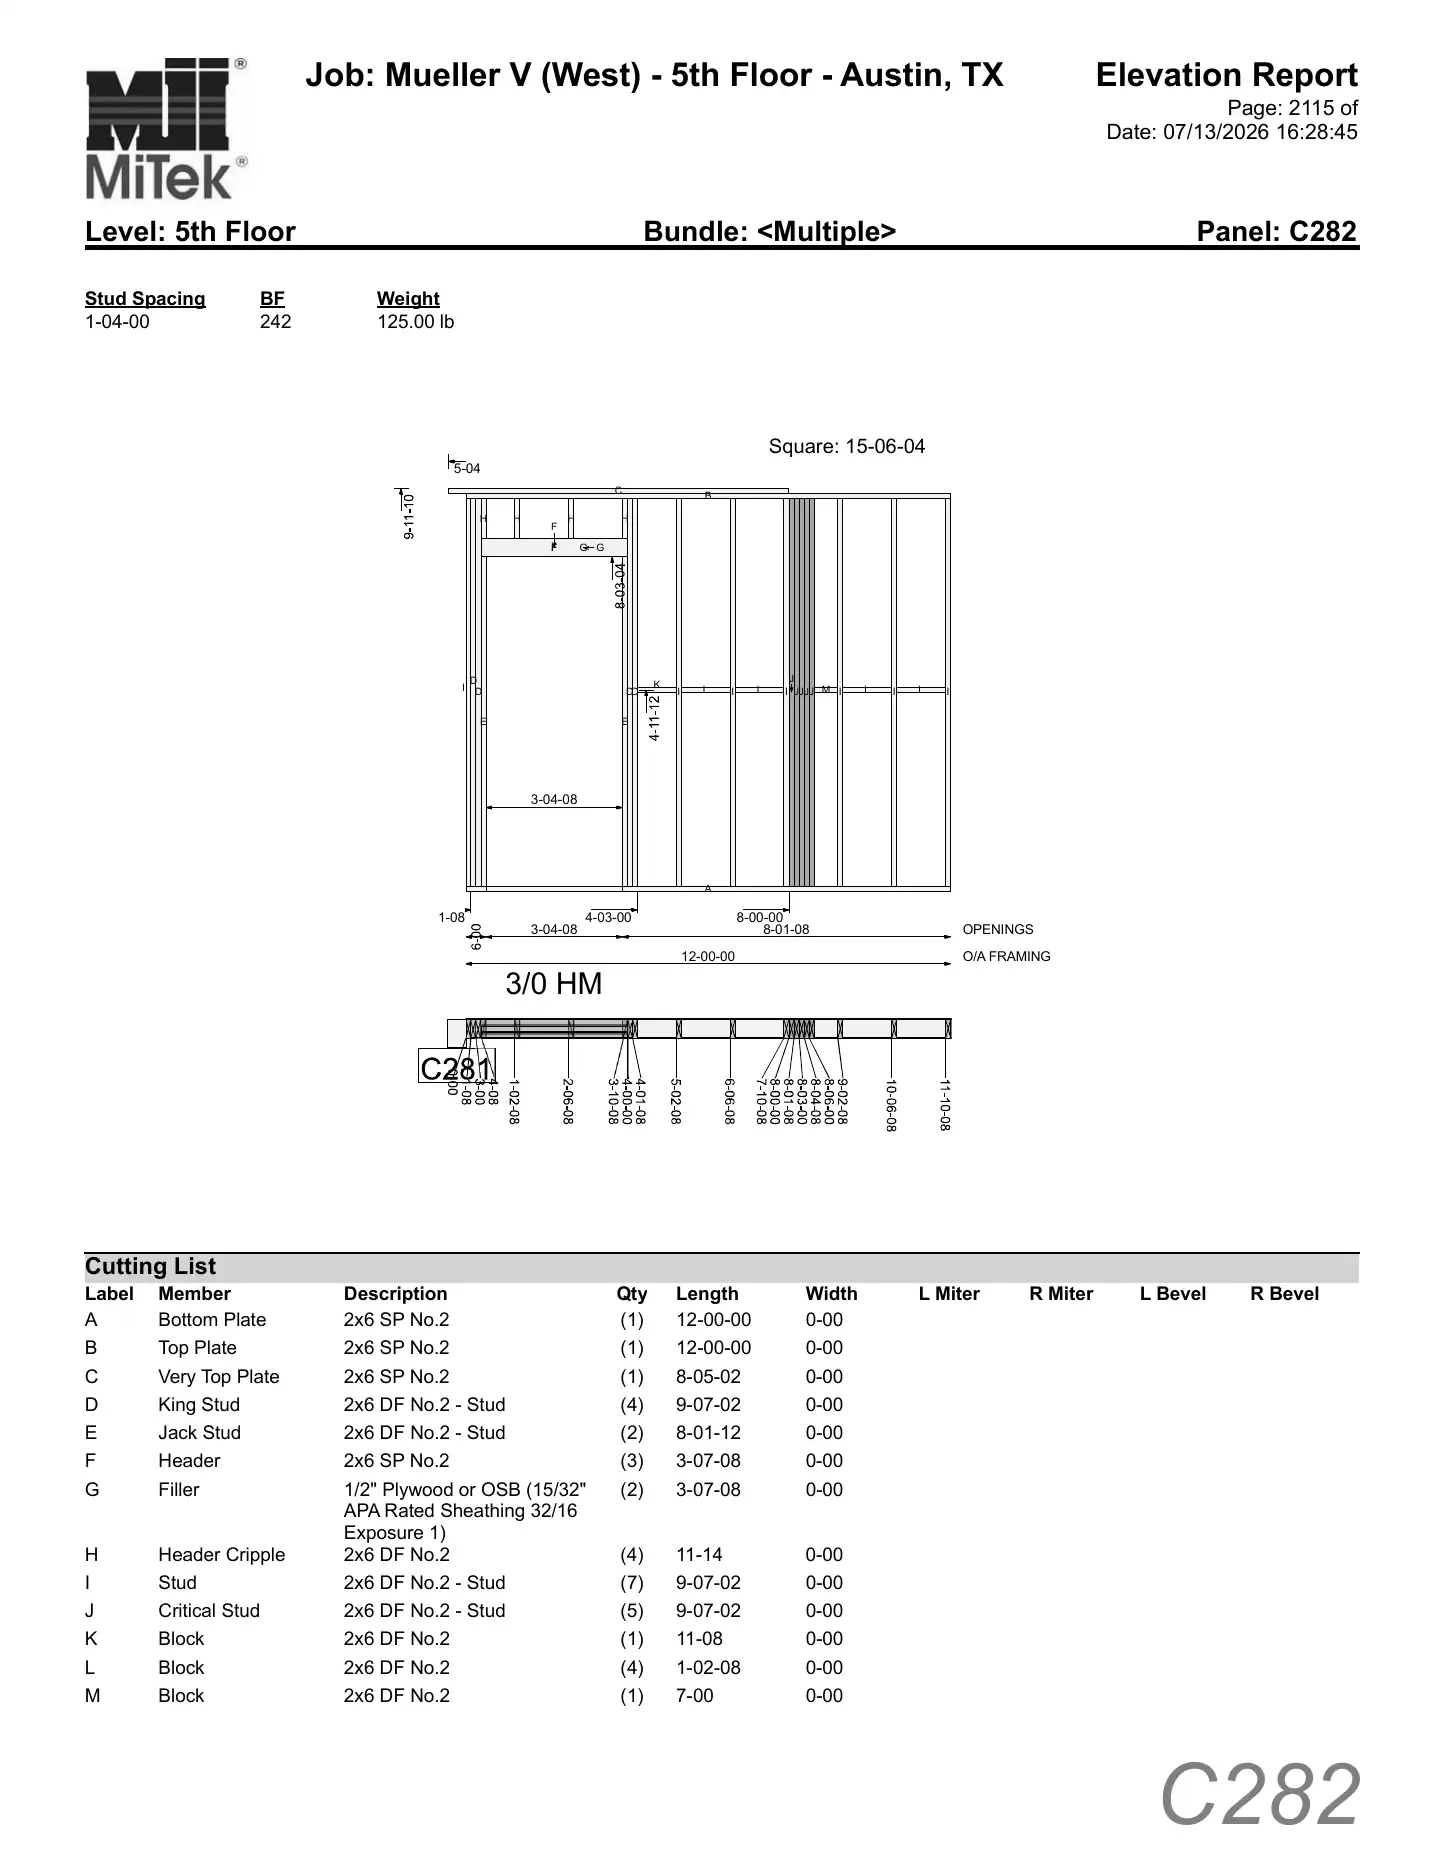 MiTek®
Job: Mueller V (West) - 5th Floor - Austin, TX
Elevation Report
Page: 2115 of
Date: 07/13/2026 16:28:45
Level: 5th Floor Bundle: <Multiple> Panel: C282
Stud Spacing BF Weight
1-04-00 242 125.00 lb
Square: 15-06-04
5-04
C B
9-11-10
H
F
F G G
8-03-04
D D K J M
E E
4-11-12
3-04-08
A
1-08 4-03-00 8-00-00
6-00 3-04-08 8-01-08 OPENINGS
12-00-00 O/A FRAMING
3/0 HM
C281
1-08 3-00 4-08 1-02-08 2-06-08 3-10-08 4-00-00 4-01-08 5-02-08 6-06-08 7-10-08 8-00-00 8-01-08 8-03-00 8-04-08 8-06-00 9-02-08 10-06-08 11-10-08
Cutting List
Label Member Description Qty Length Width L Miter R Miter L Bevel R Bevel
A Bottom Plate 2x6 SP No.2 (1) 12-00-00 0-00
B Top Plate 2x6 SP No.2 (1) 12-00-00 0-00
C Very Top Plate 2x6 SP No.2 (1) 8-05-02 0-00
D King Stud 2x6 DF No.2 - Stud (4) 9-07-02 0-00
E Jack Stud 2x6 DF No.2 - Stud (2) 8-01-12 0-00
F Header 2x6 SP No.2 (3) 3-07-08 0-00
G Filler 1/2" Plywood or OSB (15/32" (2) 3-07-08 0-00
APA Rated Sheathing 32/16
Exposure 1)
H Header Cripple 2x6 DF No.2 (4) 11-14 0-00
I Stud 2x6 DF No.2 - Stud (7) 9-07-02 0-00
J Critical Stud 2x6 DF No.2 - Stud (5) 9-07-02 0-00
K Block 2x6 DF No.2 (1) 11-08 0-00
L Block 2x6 DF No.2 (4) 1-02-08 0-00
M Block 2x6 DF No.2 (1) 7-00 0-00
C282